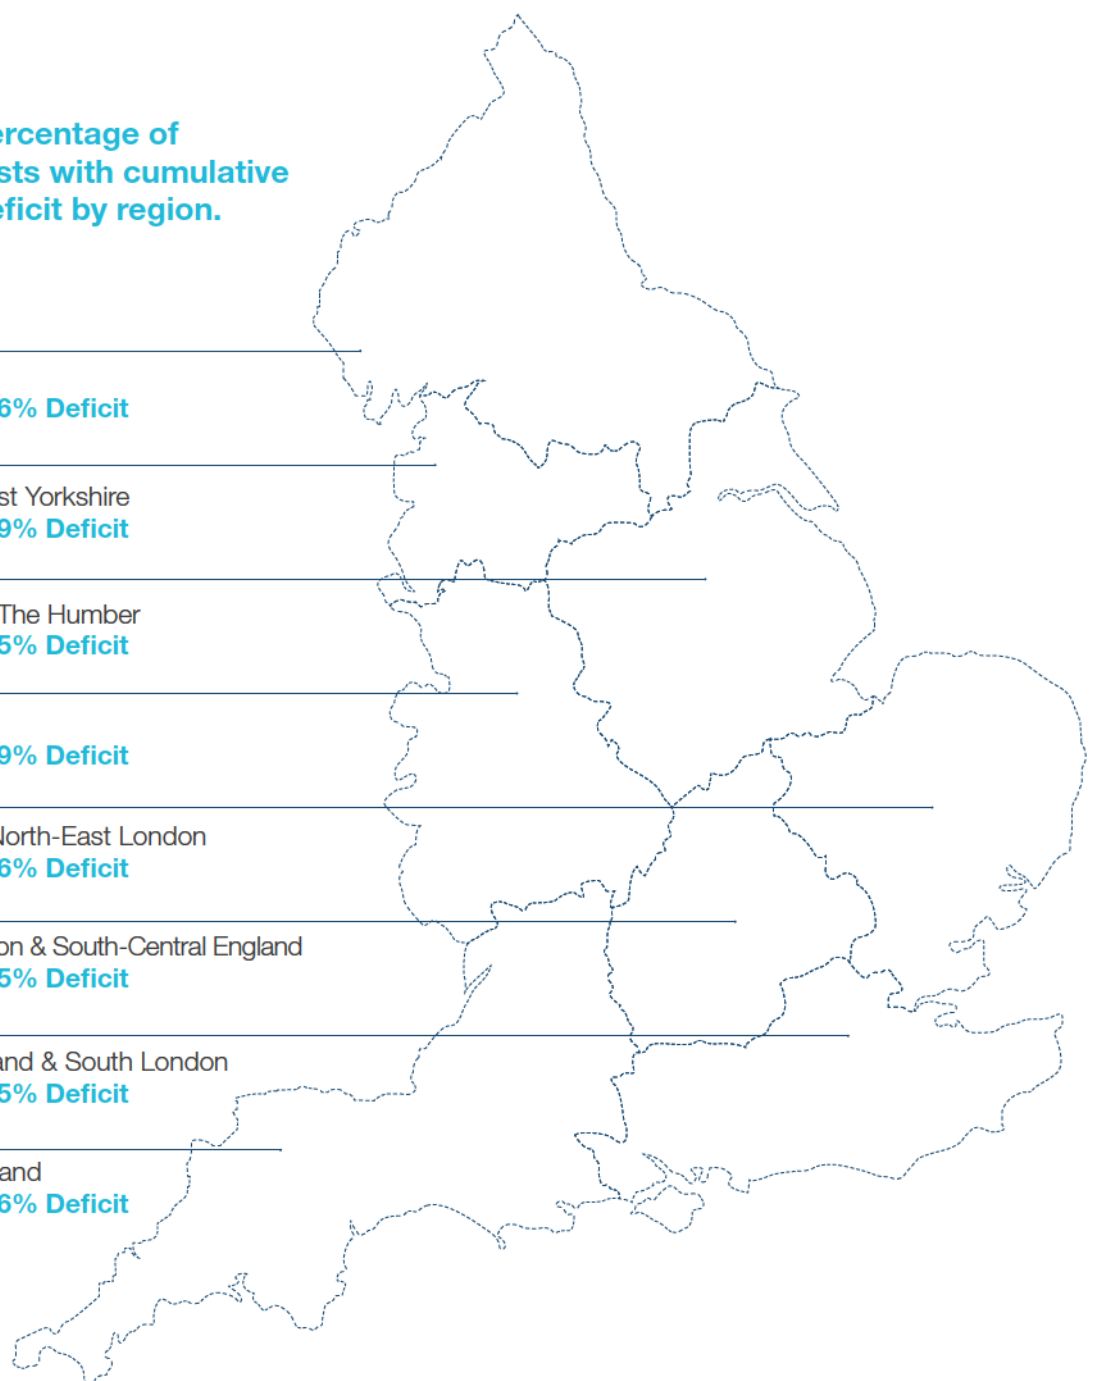 ercentage of
sts with cumulative
eficit by region.
6% Deficit
st Yorkshire
9% Deficit
The Humber
5% Deficit
9% Deficit
North-East London
6% Deficit
on & South-Central England
5% Deficit
and & South London
5% Deficit
and
6% Deficit